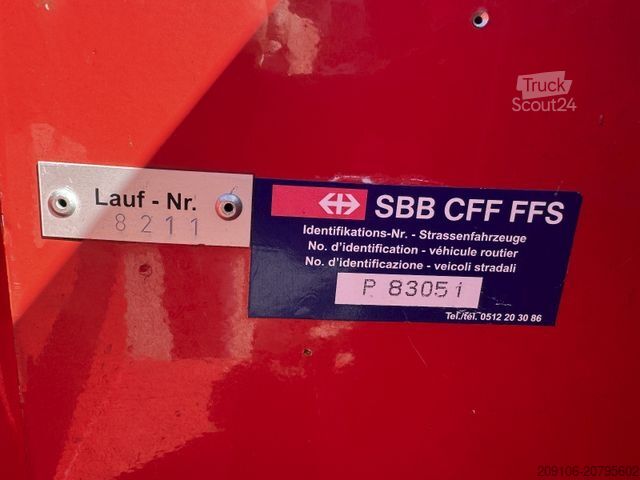 Truck
Scout24
Lauf - Nr.
8211
SBB CFF FFS
Identifikations-Nr. - Strassenfahrzeuge
No. d'identification - véhicule routier
No. d'identificazione - veicoli stradali
P 83051
Tel./tél. 0512 20 30 86
209106-20795602